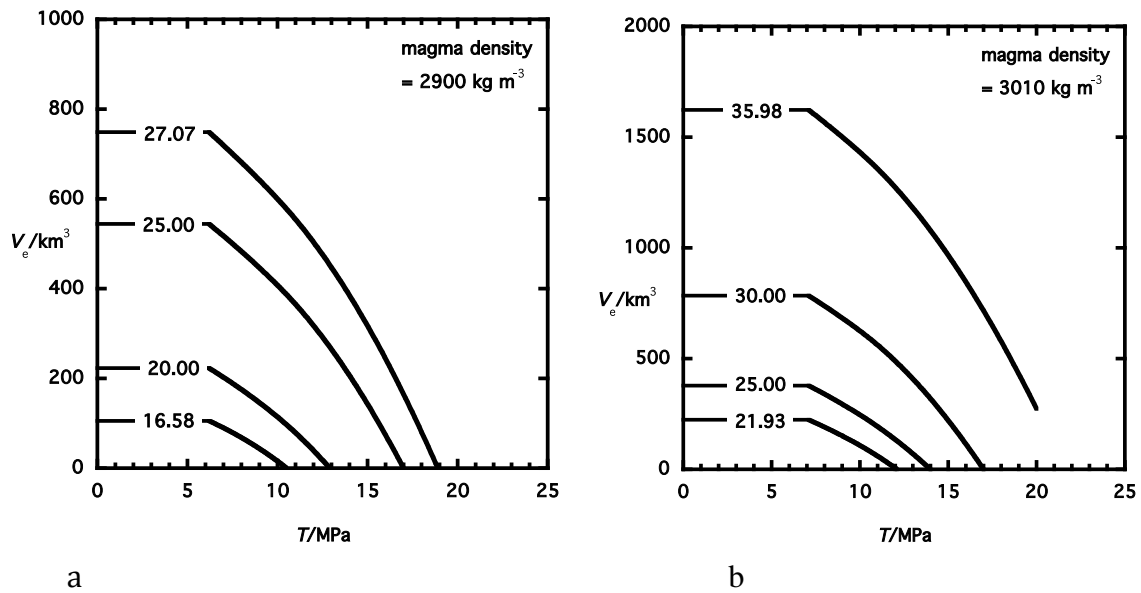 1000
800
600
400
200
0
V_e/km³
magma density
= 2900 kg m⁻³
27.07
25.00
20.00
16.58
0 5 10 15 20 25
T/MPa
a
2000
1500
1000
500
0
V_e/km³
magma density
= 3010 kg m⁻³
35.98
30.00
25.00
21.93
0 5 10 15 20 25
T/MPa
b